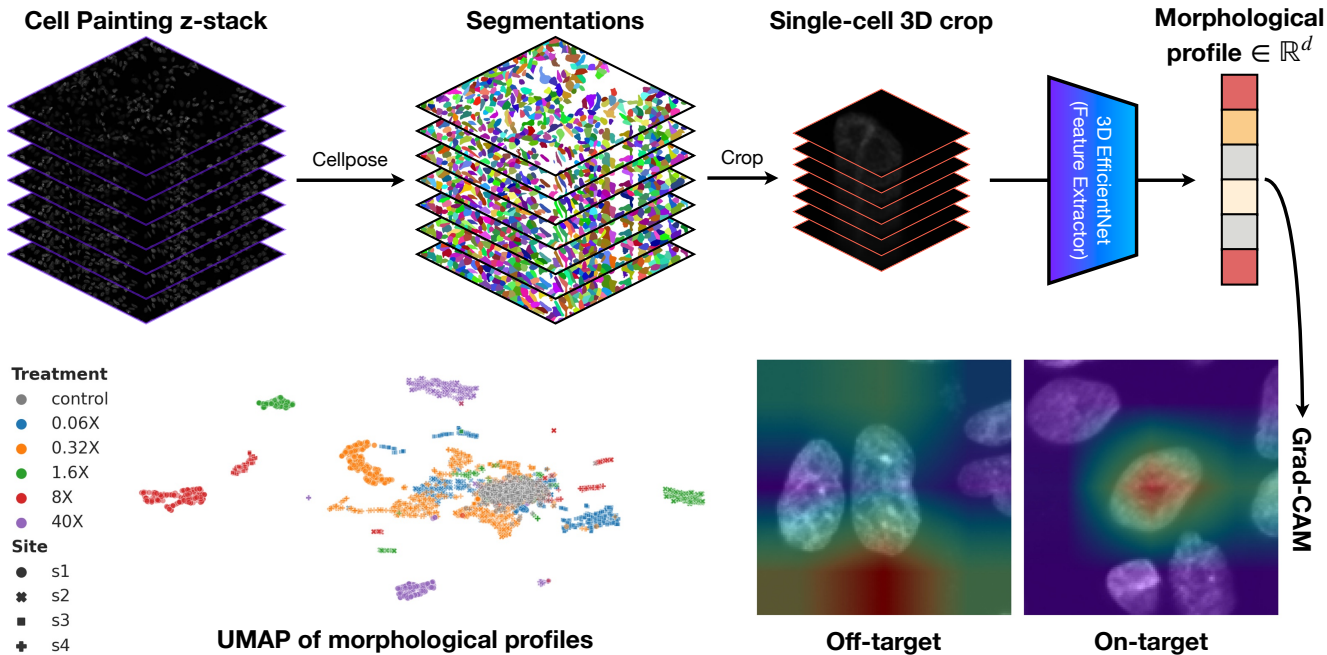 Cell Painting z-stack
Segmentations
Single-cell 3D crop
Morphological
profile ∈ ℝ^d
Cellpose
Crop
3D EfficientNet
(Feature Extractor)
Treatment
control
0.06X
0.32X
1.6X
8X
40X
Site
s1
s2
s3
s4
UMAP of morphological profiles
Off-target
On-target
Grad-CAM